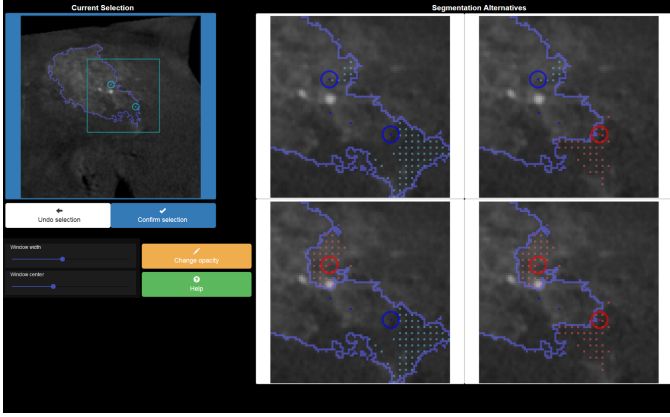 Current Selection
Segmentation Alternatives
Undo selection
Confirm selection
Window width
Change opacity
Window center
Help